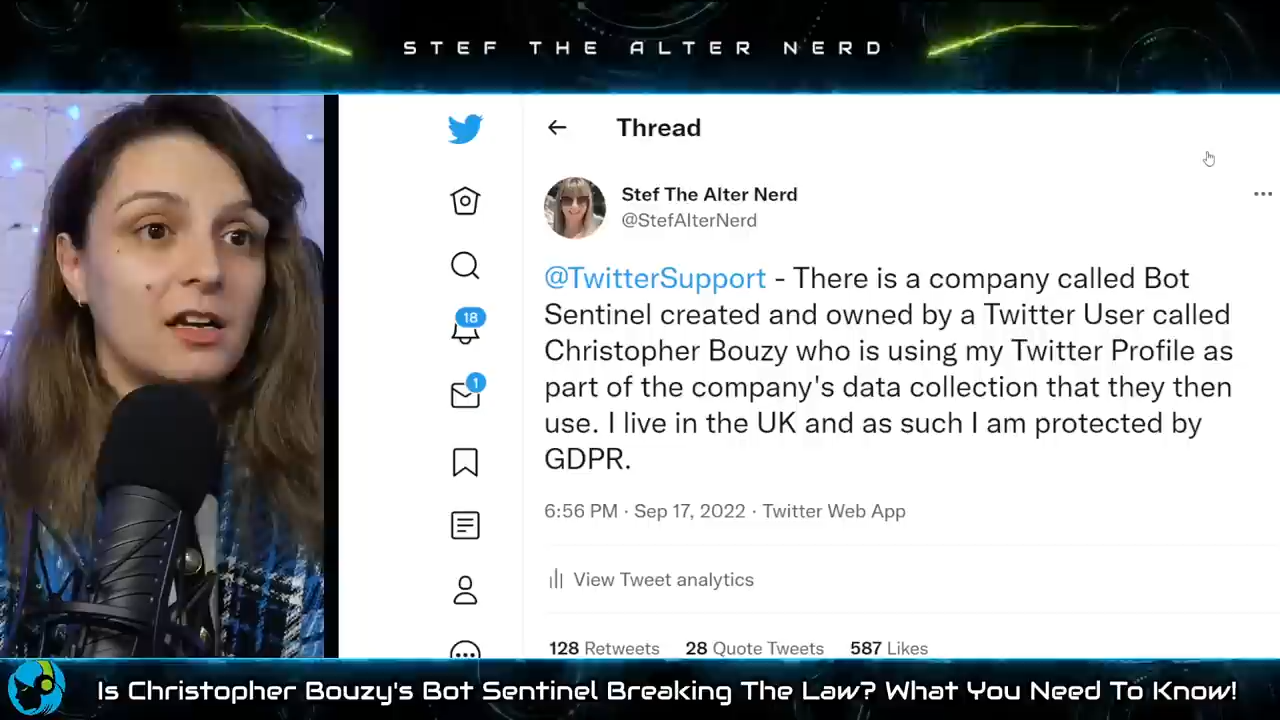 STEF THE ALTER NERD
Thread
Stef The Alter Nerd
@StefAlterNerd
@TwitterSupport - There is a company called Bot
Sentinel created and owned by a Twitter User called
Christopher Bouzy who is using my Twitter Profile as
part of the company's data collection that they then
use. I live in the UK and as such I am protected by
GDPR.
6:56 PM · Sep 17, 2022 · Twitter Web App
View Tweet analytics
128 Retweets 28 Quote Tweets 587 Likes
18
1
Is Christopher Bouzy's Bot Sentinel Breaking The Law? What You Need To Know!